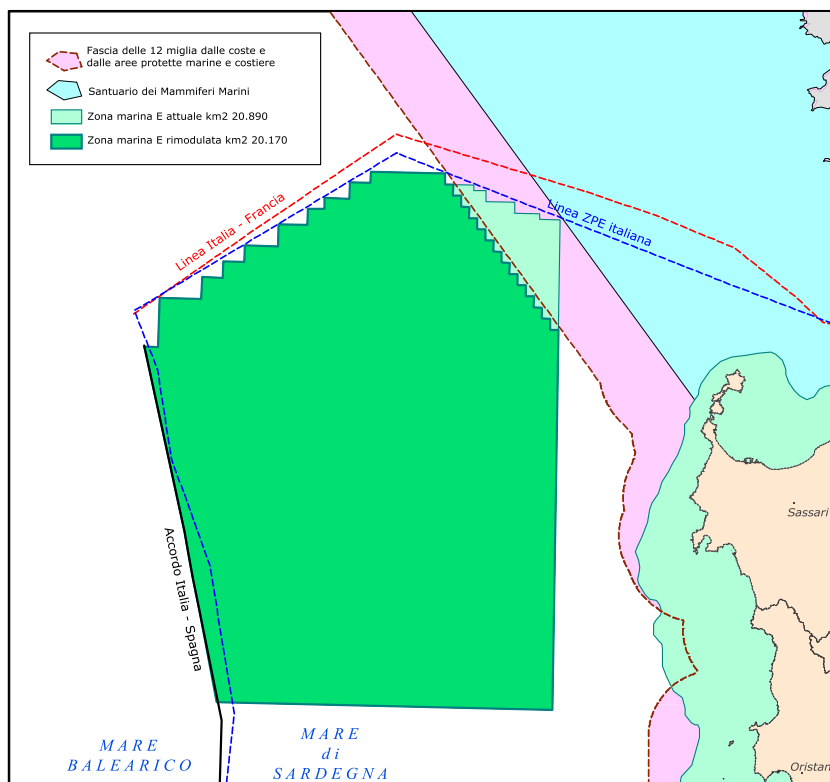 Fascia delle 12 miglia dalle coste e
dalle aree protette marine e costiere
Santuario dei Mammiferi Marini
Zona marina E attuale km2 20.890
Zona marina E rimodulata km2 20.170
Linea Italia - Francia
Linea ZPE italiana
Sassari
Accordo Italia - Spagna
MARE
BALEARICO
MARE
di
SARDEGNA
Oristan